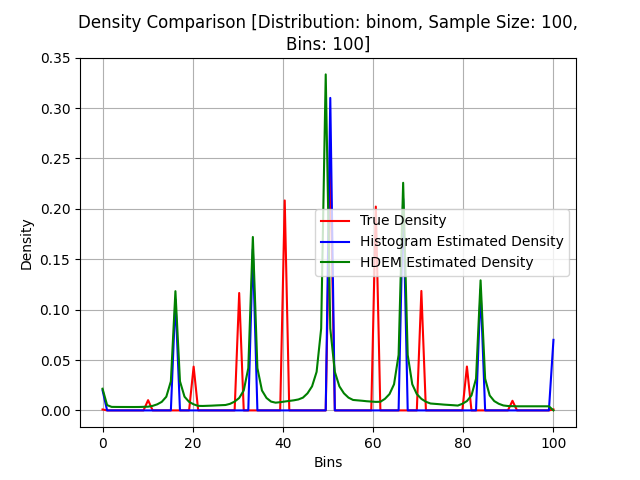 Density Comparison [Distribution: binom, Sample Size: 100,
Bins: 100]
0.35
0.30
0.25
0.20
0.15
0.10
0.05
0.00
Density
True Density
Histogram Estimated Density
HDEM Estimated Density
0 20 40 60 80 100
Bins